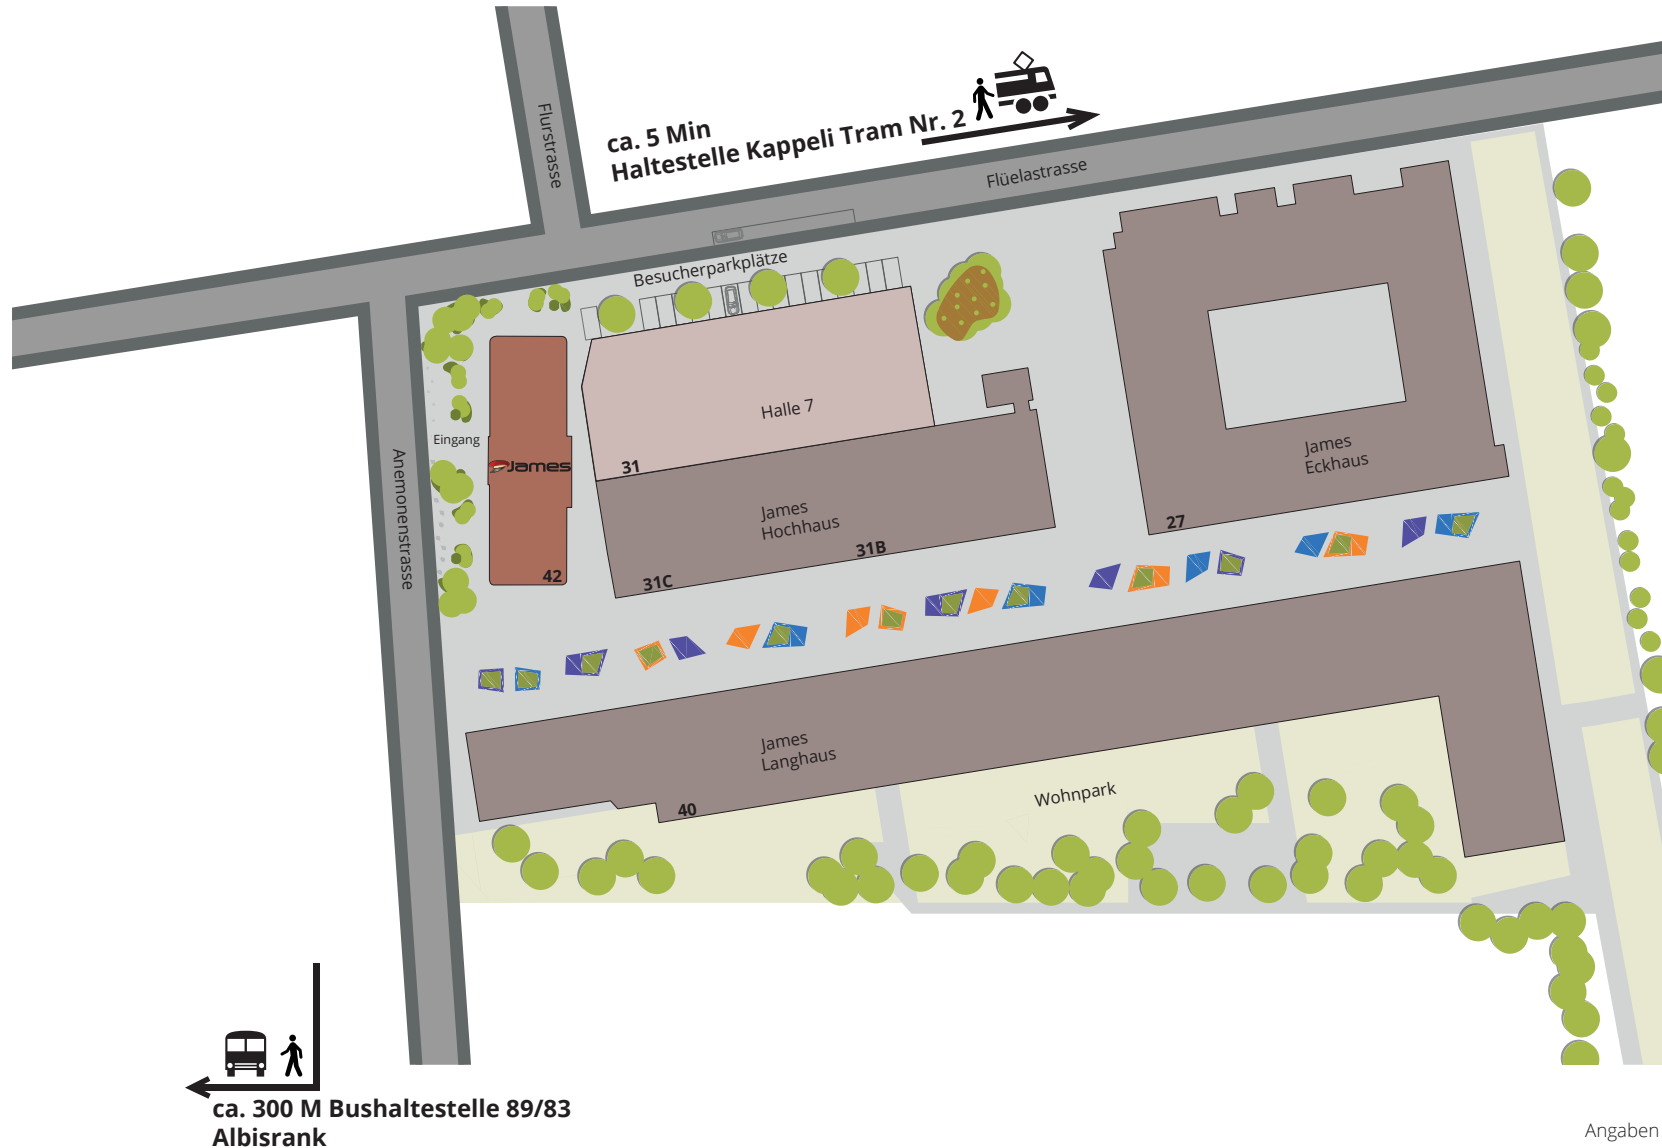 Flurstrasse
ca. 5 Min
Haltestelle Kappeli Tram Nr. 2
Flüelastrasse
Besucherparkplätze
Halle 7
31
Eingang
James
Anemonenstrasse
42
James
Hochhaus
31B
31C
James
Eckhaus
27
James
Langhaus
40
Wohnpark
ca. 300 M Bushaltestelle 89/83
Albisrank
Angaben